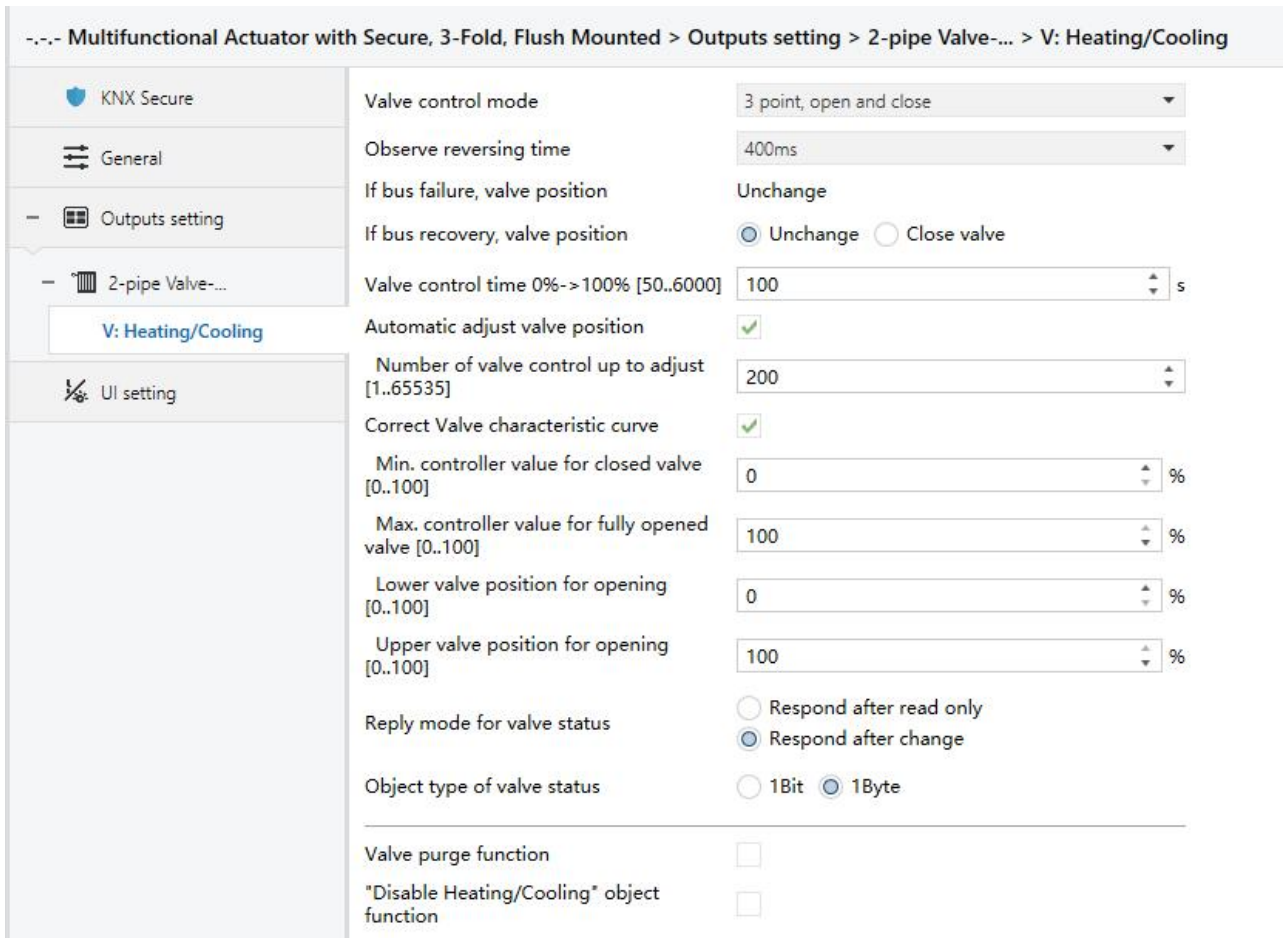 -.-.- Multifunctional Actuator with Secure, 3-Fold, Flush Mounted > Outputs setting > 2-pipe Valve-... > V: Heating/Cooling
KNX Secure
General
Outputs setting
2-pipe Valve-...
V: Heating/Cooling
UI setting
Valve control mode
3 point, open and close
Observe reversing time
400ms
If bus failure, valve position
Unchange
If bus recovery, valve position
Unchange
Close valve
Valve control time 0%->100% [50..6000]
100
s
Automatic adjust valve position
Number of valve control up to adjust
[1..65535]
200
Correct Valve characteristic curve
Min. controller value for closed valve
[0..100]
0
%
Max. controller value for fully opened
valve [0..100]
100
%
Lower valve position for opening
[0..100]
0
%
Upper valve position for opening
[0..100]
100
%
Reply mode for valve status
Respond after read only
Respond after change
Object type of valve status
1Bit
1Byte
Valve purge function
"Disable Heating/Cooling" object
function